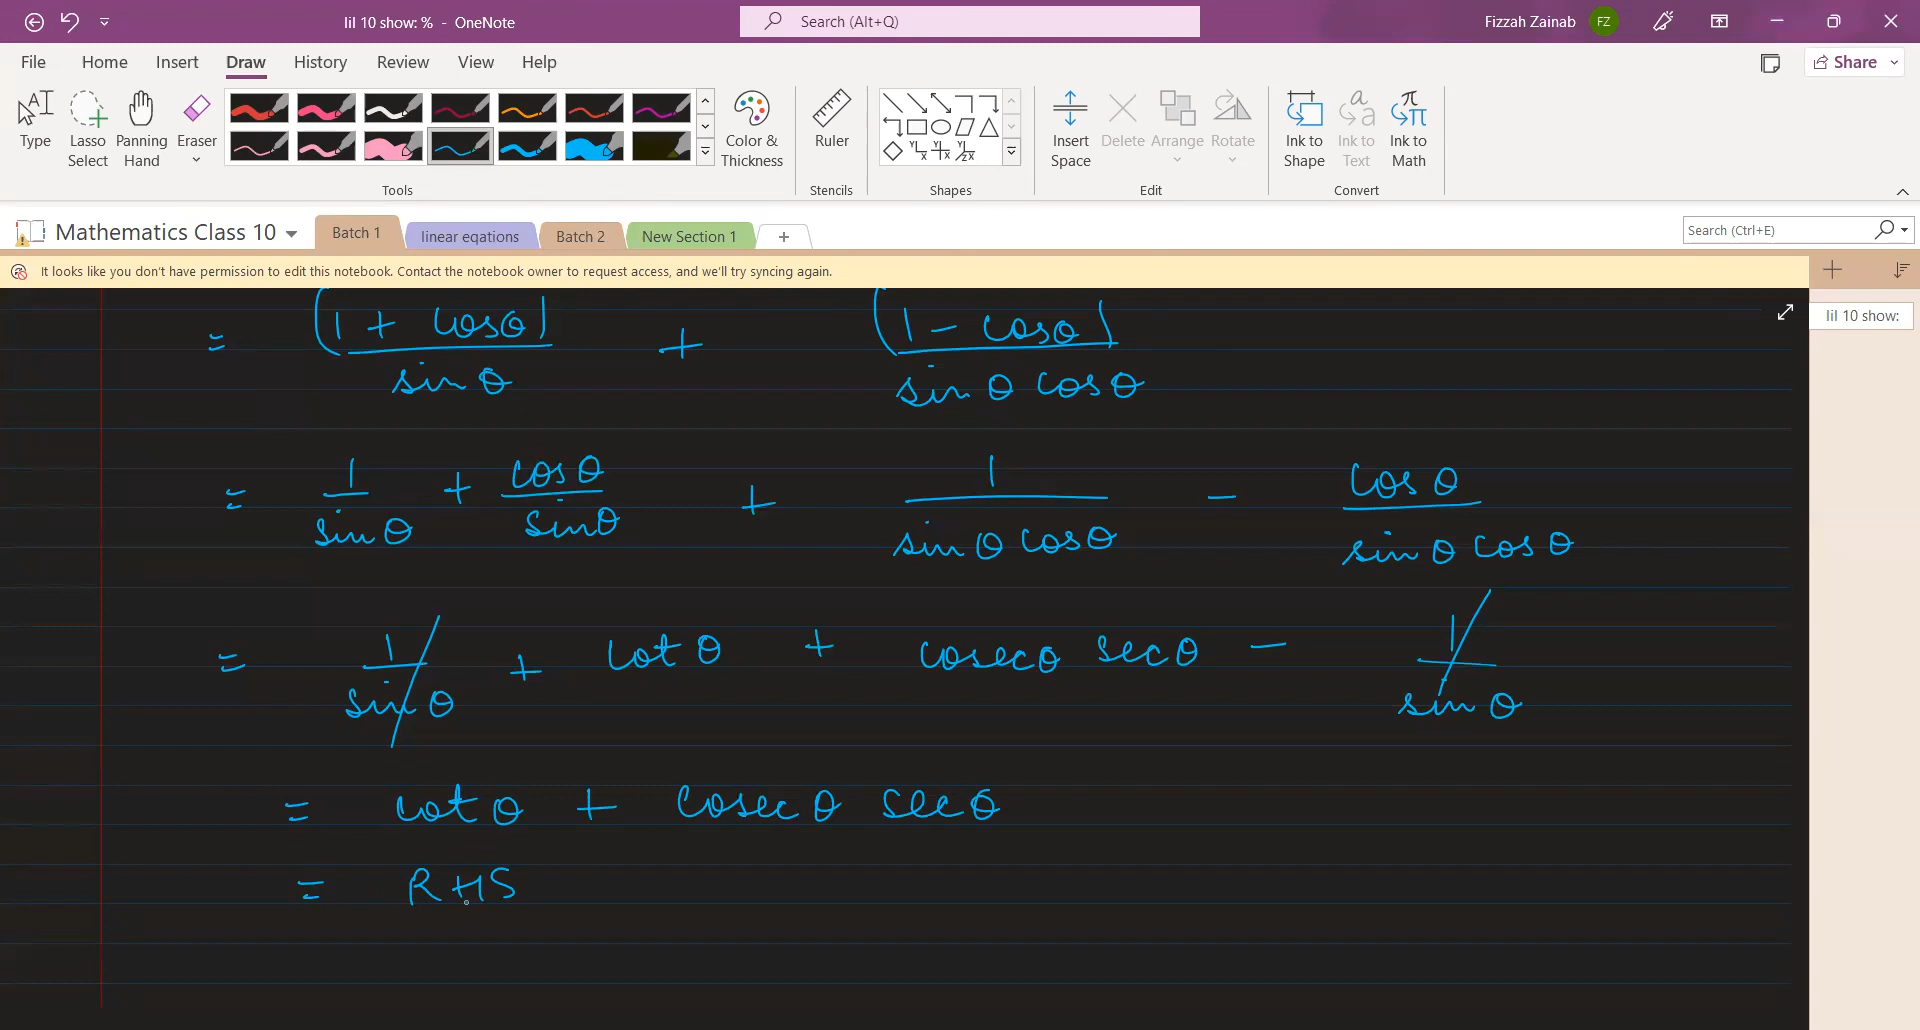 lil 10 show: % - OneNote
Search (Alt+Q)
Fizzah Zainab FZ
File Home Insert Draw History Review View Help
Share
Type
Lasso Select
Panning Hand
Eraser
Color & Thickness
Ruler
Insert Space
Delete
Arrange
Rotate
Ink to Shape
Ink to Text
Ink to Math
Tools Stencils Shapes Edit Convert
Mathematics Class 10
Batch 1 linear eqations Batch 2 New Section 1 +
Search (Ctrl+E)
It looks like you don't have permission to edit this notebook. Contact the notebook owner to request access, and we'll try syncing again.
lil 10 show:
= (1 + cosθ) / sin θ + (1 - cosθ) / sin θ cosθ
= 1 / sin θ + cosθ / sinθ + 1 / sin θ cosθ - cosθ / sin θ cosθ
= 1 / sin θ + cot θ + cosecθ secθ - 1 / sin θ
= cot θ + cosec θ secθ
= RHS